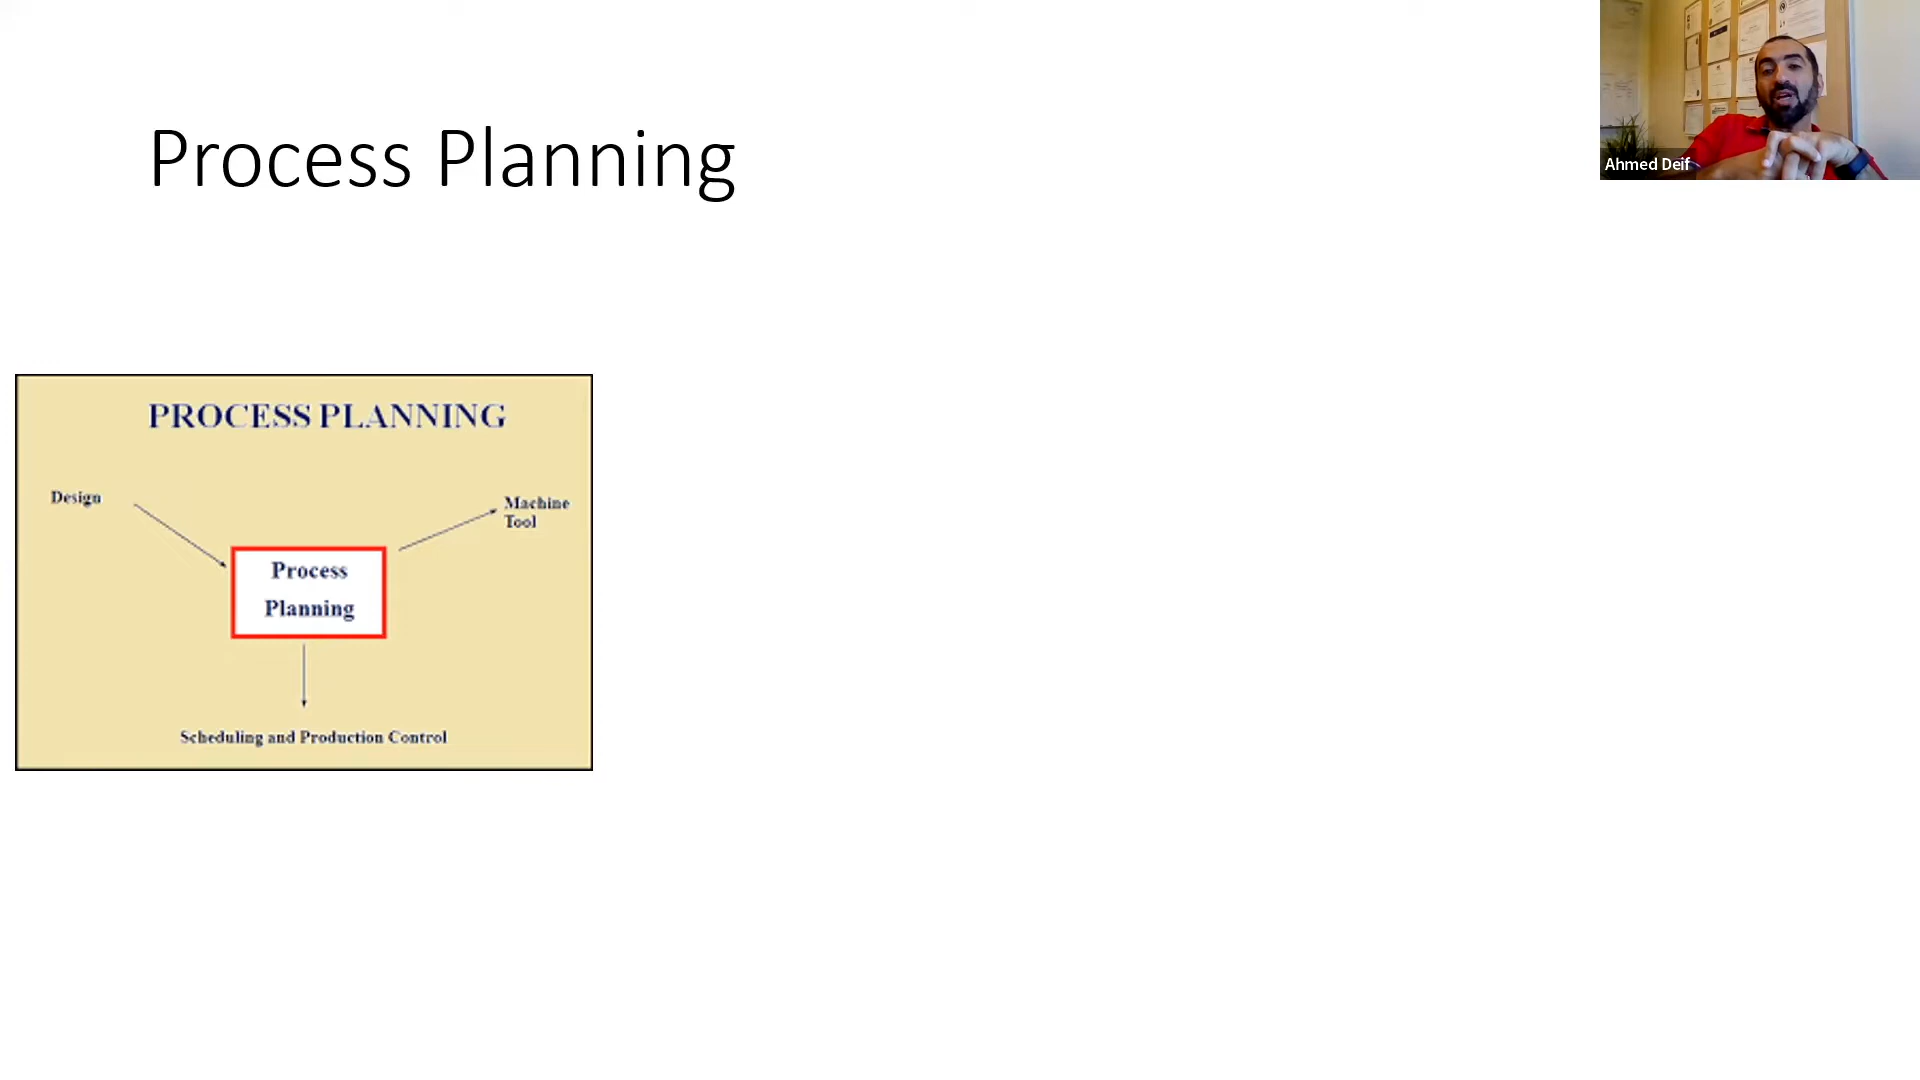 Process Planning
Ahmed Deif
PROCESS PLANNING
Design
Machine
Tool
Process
Planning
Scheduling and Production Control